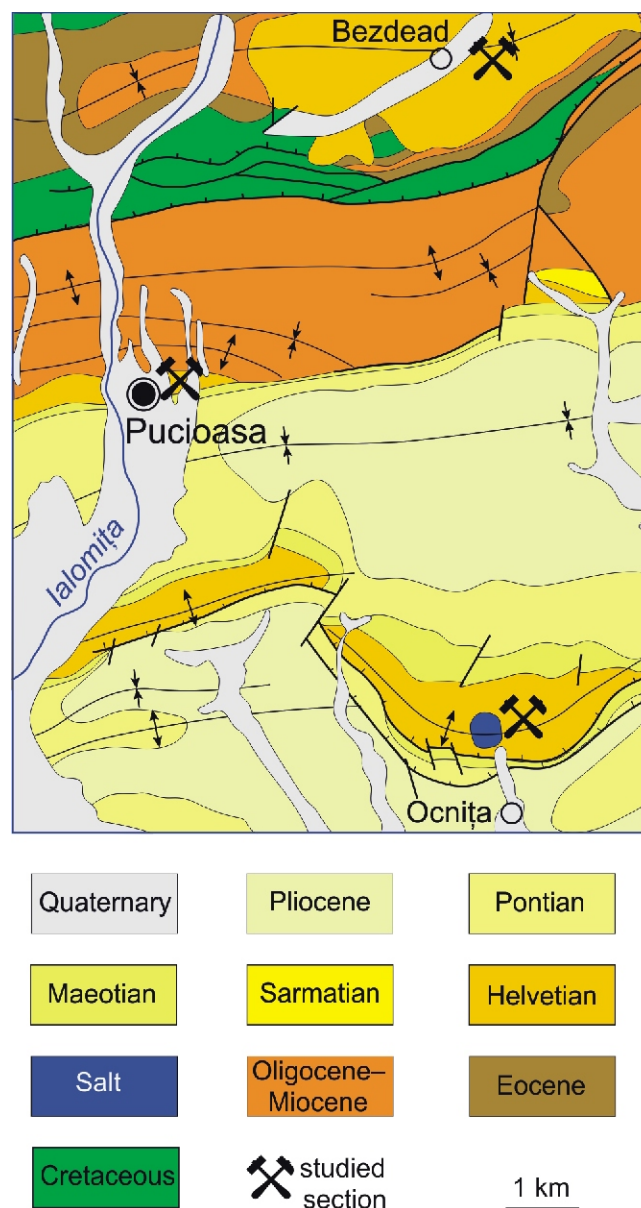 Bezdead
Pucioasa
Ialomița
Ocnița
Quaternary
Pliocene
Pontian
Maeotian
Sarmatian
Helvetian
Salt
Oligocene–
Miocene
Eocene
Cretaceous
studied
section
1 km